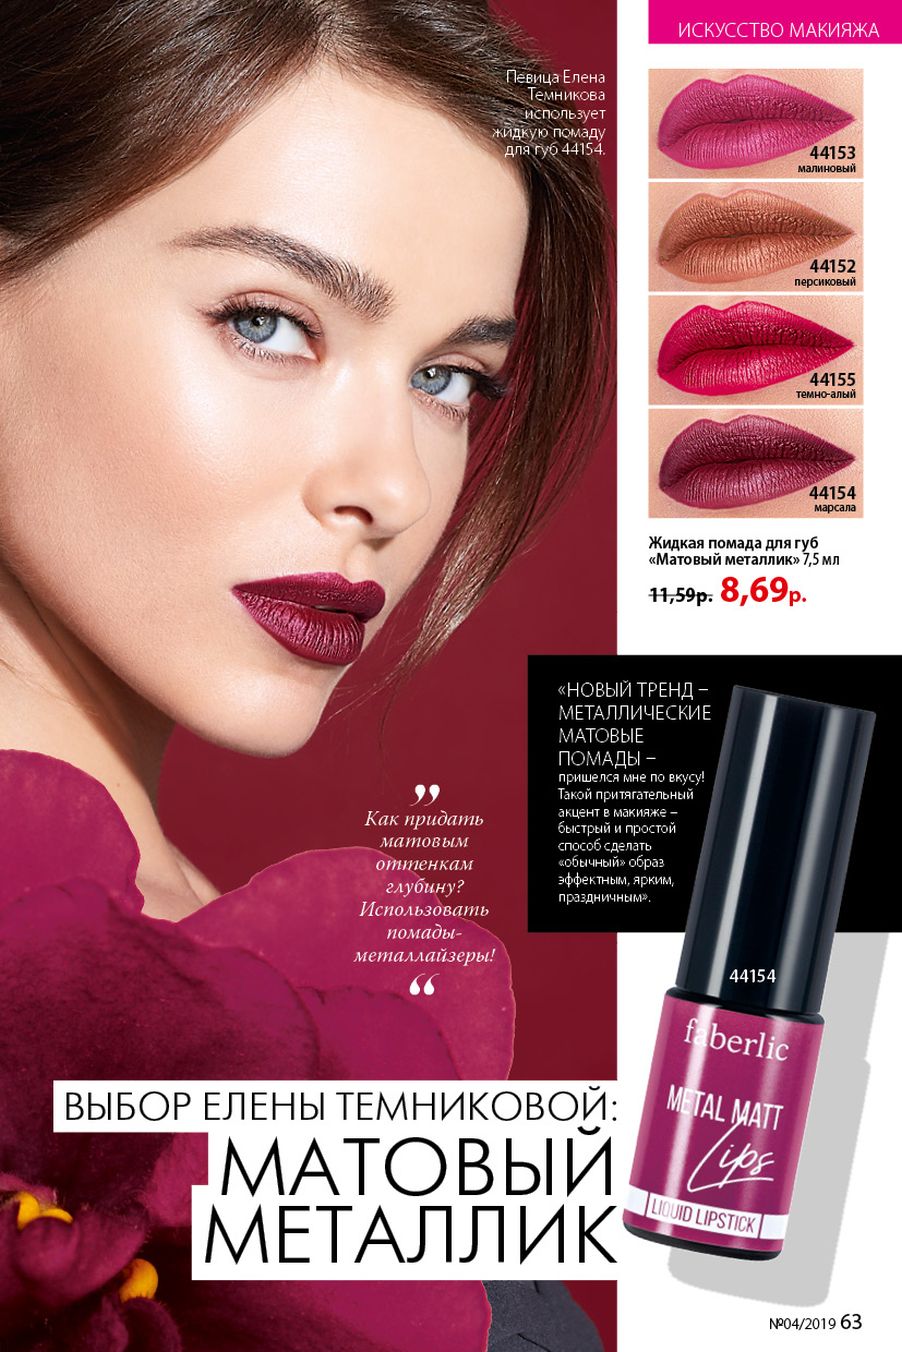 ИСКУССТВО МАКИЯЖА
Певица Елена
Темникова
использует
жидкую помаду
для губ 44154.
44153
малиновый
44152
персиковый
44155
темно-алый
44154
марсала
Жидкая помада для губ
«Матовый металлик» 7,5 мл
11,59р. 8,69р.
«НОВЫЙ ТРЕНД –
МЕТАЛЛИЧЕСКИЕ
МАТОВЫЕ
ПОМАДЫ –
пришелся мне по вкусу!
Такой притягательный
акцент в макияже –
быстрый и простой
способ сделать
«обычный» образ
эффектным, ярким,
праздничным».
”
Как придать
матовым
оттенкам
глубину?
Использовать
помады-
металлайзеры!
“
44154
faberlic
METAL MATT
Lips
LIQUID LIPSTICK
ВЫБОР ЕЛЕНЫ ТЕМНИКОВОЙ:
МАТОВЫЙ
МЕТАЛЛИК
№04/2019 63